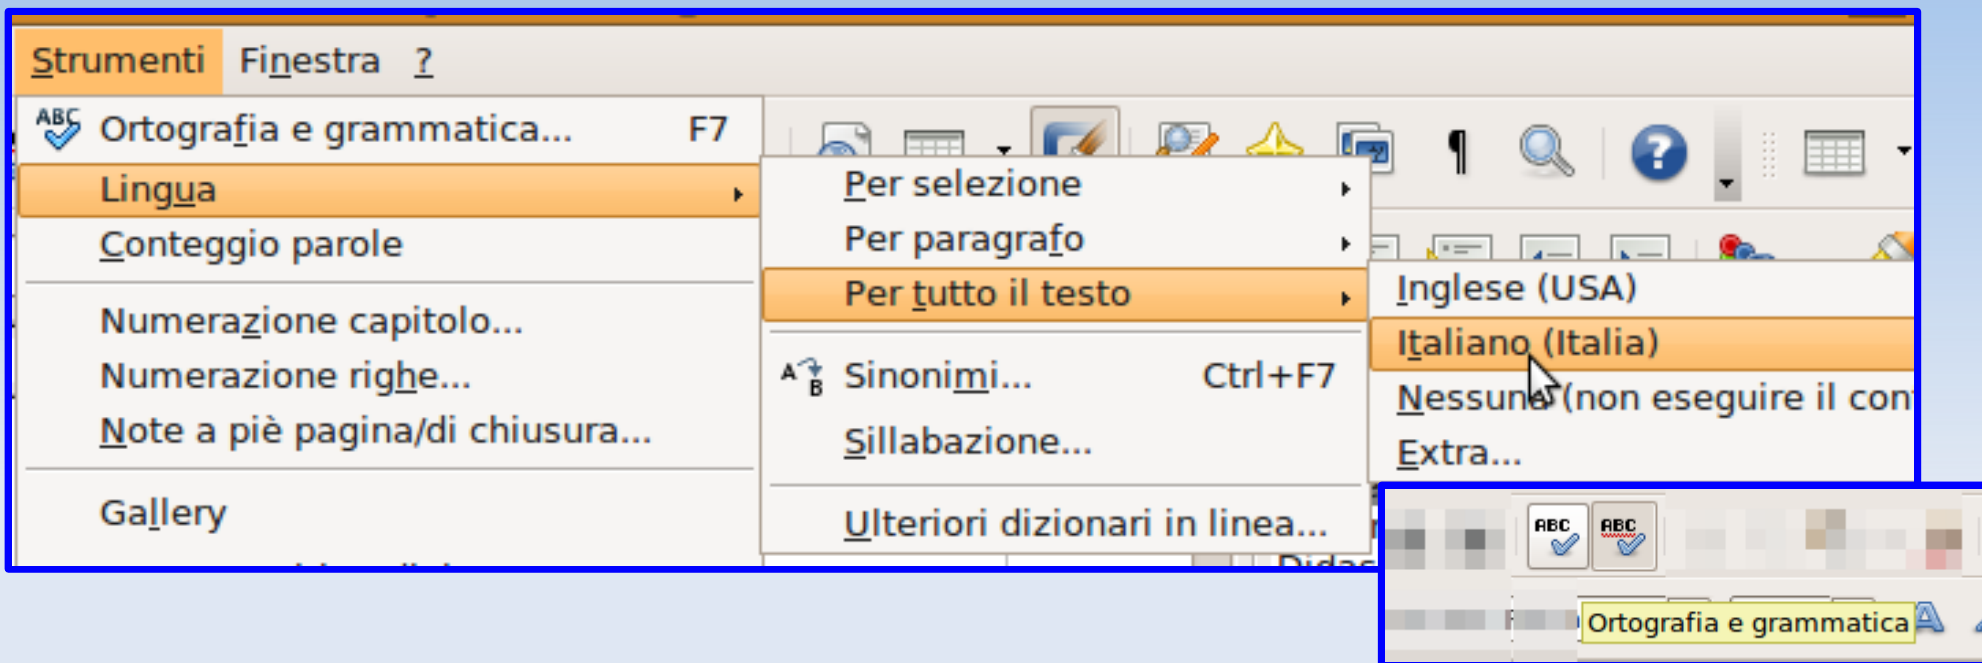 Strumenti Finestra ?
ABC Ortografia e grammatica... F7
Lingua
Conteggio parole
Numerazione capitolo...
Numerazione righe...
Note a piè pagina/di chiusura...
Gallery
Per selezione
Per paragrafo
Per tutto il testo
A B Sinonimi... Ctrl+F7
Sillabazione...
Ulteriori dizionari in linea...
Inglese (USA)
Italiano (Italia)
Nessuna (non eseguire il
Extra...
ABC ABC
Ortografia e grammatica